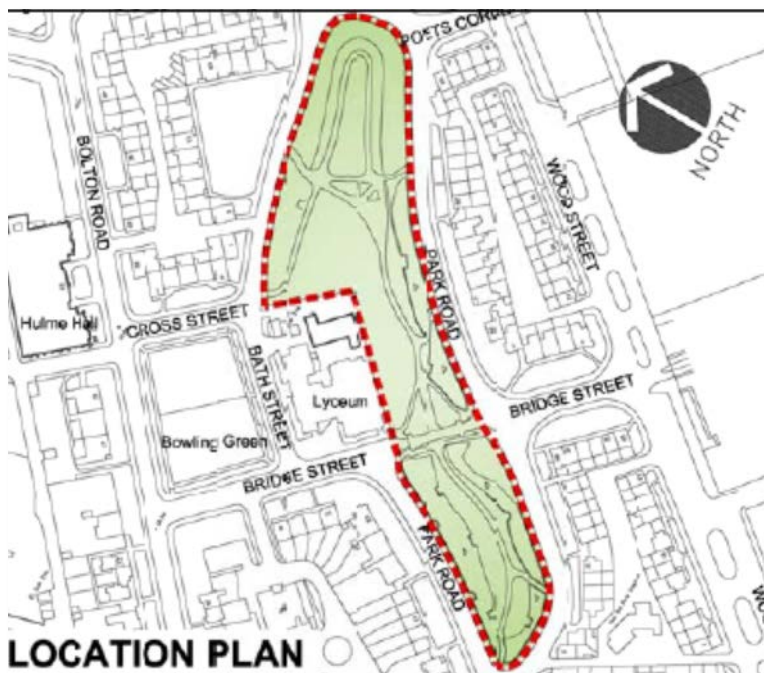 POETS CORNER
BOLTON ROAD
WOOD STREET
NORTH
PARK ROAD
Hulme Hall
CROSS STREET
BATH STREET
Lyceum
BRIDGE STREET
Bowling Green
BRIDGE STREET
PARK ROAD
LOCATION PLAN